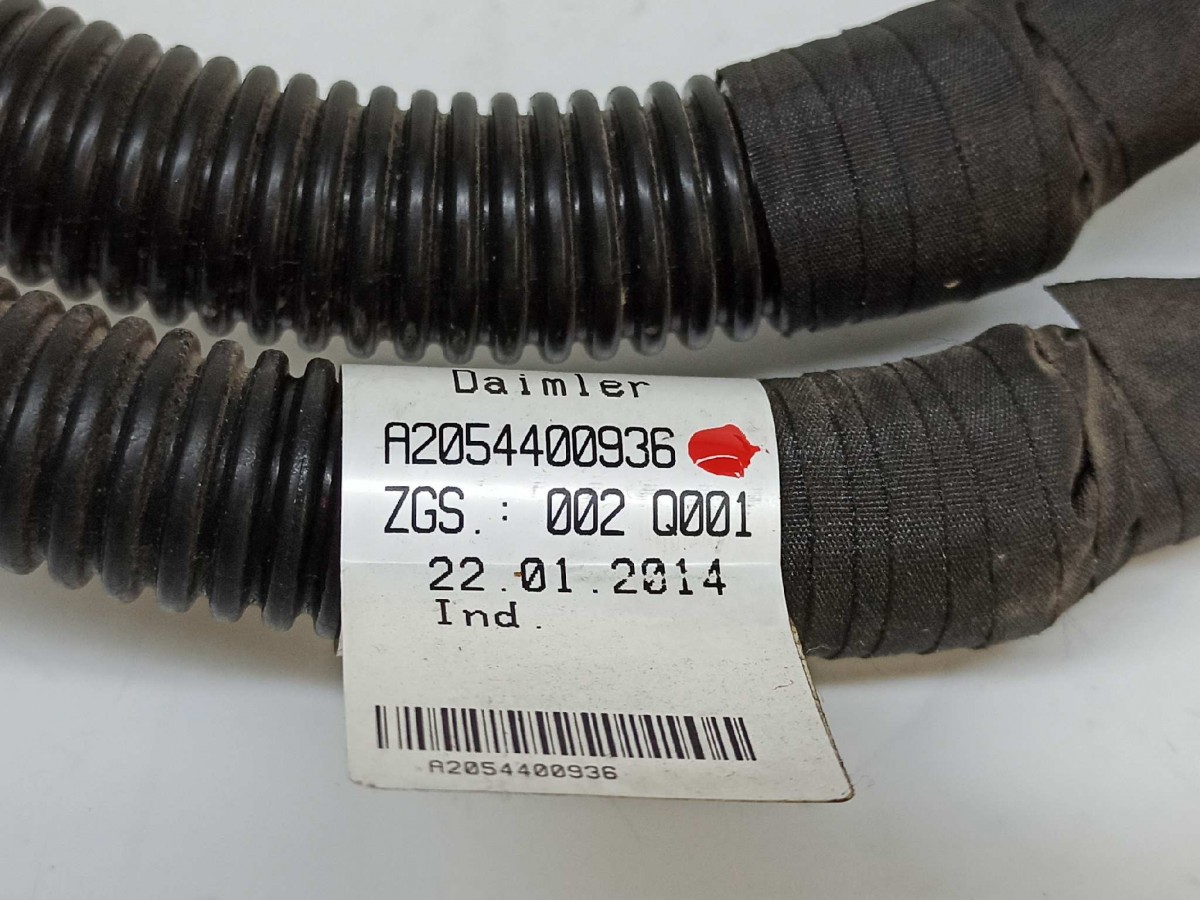 Daimler
A2054400936
ZGS. : 002 Q001
22.01.2014
Ind.
A2054400936